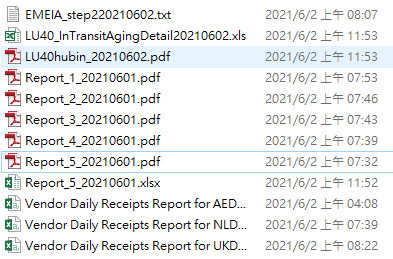 EMEIA_step220210602.txt 2021/6/2 上午 08:07
LU40_InTransitAgingDetail20210602.xls 2021/6/2 上午 11:53
LU40hubin_20210602.pdf 2021/6/2 上午 11:53
Report_1_20210601.pdf 2021/6/2 上午 07:53
Report_2_20210601.pdf 2021/6/2 上午 07:46
Report_3_20210601.pdf 2021/6/2 上午 07:43
Report_4_20210601.pdf 2021/6/2 上午 07:39
Report_5_20210601.pdf 2021/6/2 上午 07:32
Report_5_20210601.xlsx 2021/6/2 上午 11:52
Vendor Daily Receipts Report for AED... 2021/6/2 上午 04:08
Vendor Daily Receipts Report for NLD... 2021/6/2 上午 07:39
Vendor Daily Receipts Report for UKD... 2021/6/2 上午 08:22